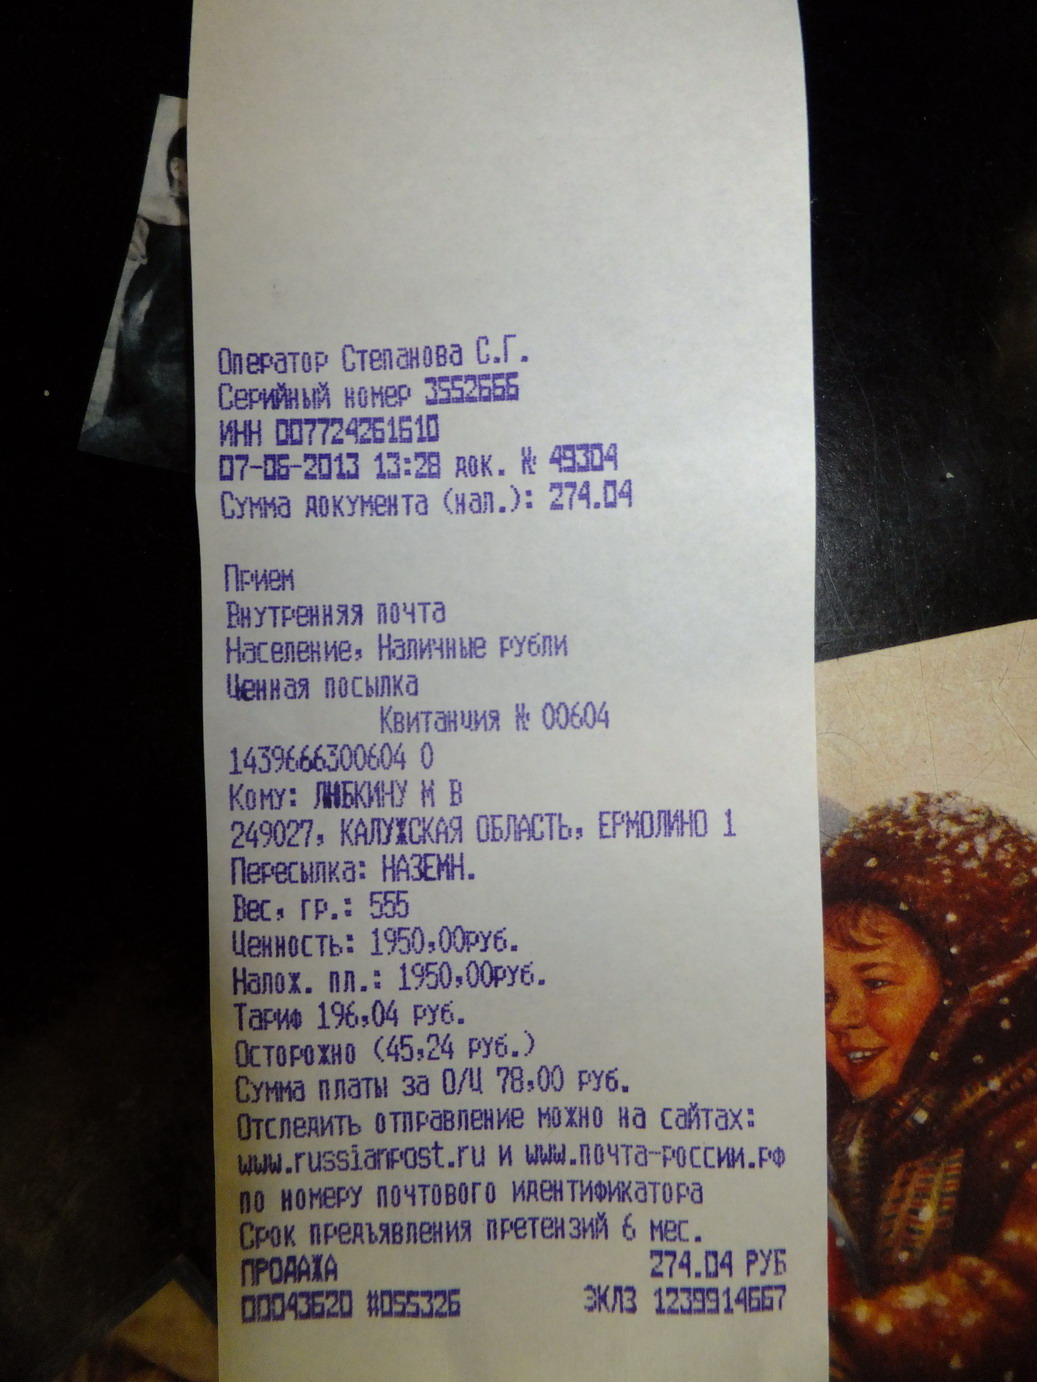 Оператор Степанова С.Г.
Серийный номер 3552666
ИНН 007724261610
07-06-2013 13:28 док. № 49304
Сумма документа (нал.): 274.04
Прием
Внутренняя почта
Население, Наличные рубли
Ценная посылка
Квитанция № 00604
1439666300604 0
Кому: ЛЮБКИНУ М В
249027, КАЛУЖСКАЯ ОБЛАСТЬ, ЕРМОЛИНО 1
Пересылка: НАЗЕМН.
Вес, гр.: 555
Ценность: 1950,00руб.
Налож. пл.: 1950,00руб.
Тариф 196,04 руб.
Осторожно (45,24 руб.)
Сумма платы за О/Ц 78,00 руб.
Отследить отправление можно на сайтах:
www.russianpost.ru и www.почта-россии.рф
по номеру почтового идентификатора
Срок предъявления претензий 6 мес.
ПРОДАЖА 274.04 РУБ
00043620 #055326 ЭКЛЗ 1239914667